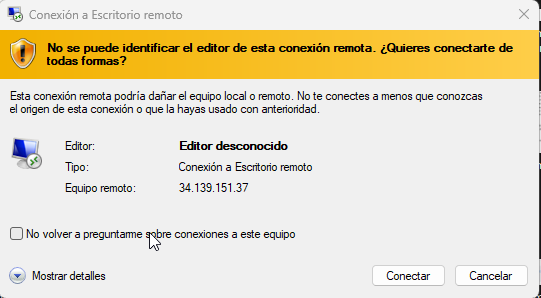 Conexión a Escritorio remoto
No se puede identificar el editor de esta conexión remota. ¿Quieres conectarte de
todas formas?
Esta conexión remota podría dañar el equipo local o remoto. No te conectes a menos que conozcas
el origen de esta conexión o que la hayas usado con anterioridad.
Editor: Editor desconocido
Tipo: Conexión a Escritorio remoto
Equipo remoto: 34.139.151.37
No volver a preguntarme sobre conexiones a este equipo
Mostrar detalles Conectar Cancelar